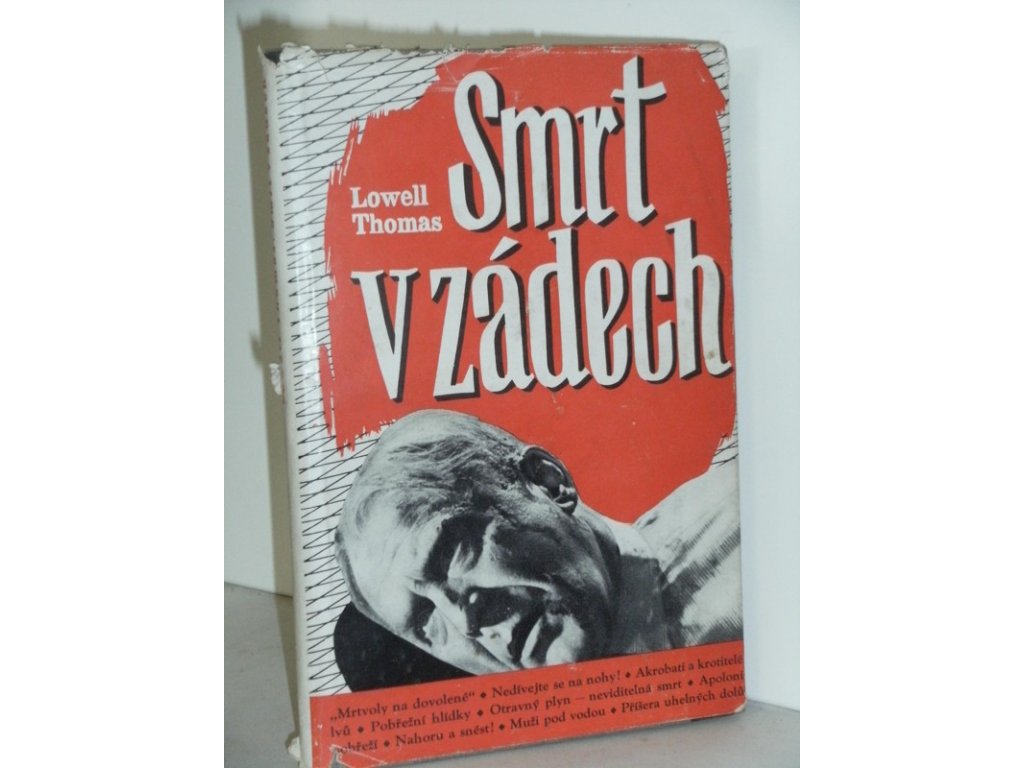 Smrt
Lowell
Thomas
v zádech
„Mrtvoly na dovolené“ ◆ Nedívejte se na nohy! ◆ Akrobati a krotitelé
lvů ◆ Pobřežní hlídky ◆ Otravný plyn — neviditelná smrt ◆ Apoloni
pobřeží ◆ Nahoru a snést! ◆ Muži pod vodou ◆ Příšera uhelných dolů